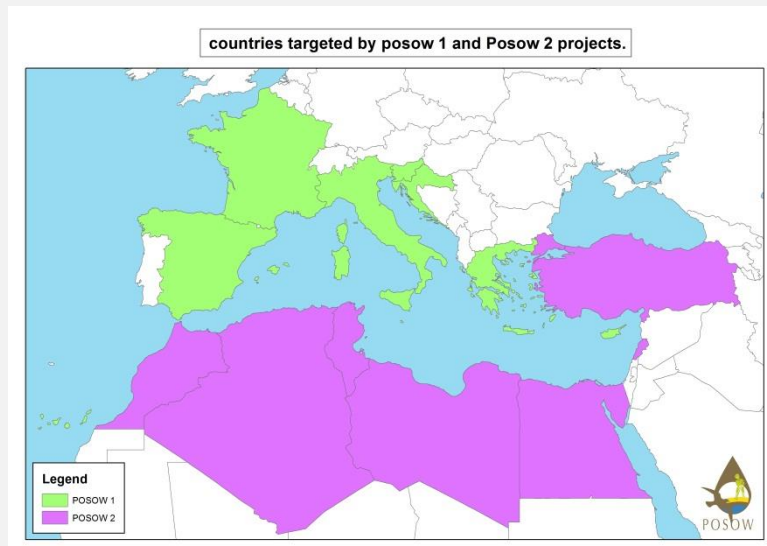 countries targeted by posow 1 and Posow 2 projects.
Legend
POSOW 1
POSOW 2
POSOW